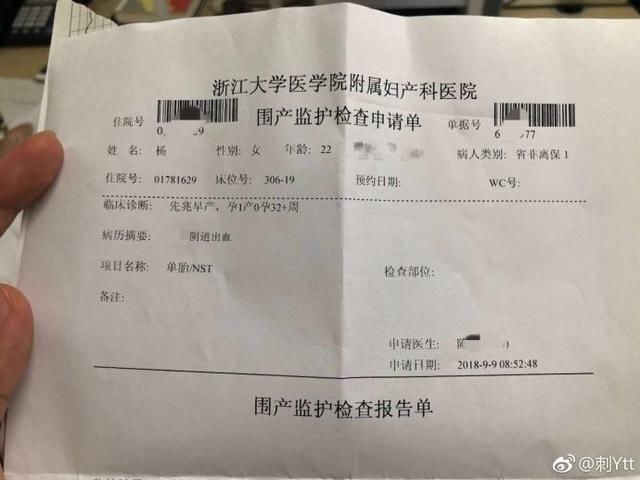 浙江大学医学院附属妇产科医院
围产监护检查申请单
住院号
单据号
姓 名: 杨 性别: 女 年龄: 22 病人类别: 省非离保1
住院号: 01781629 床位号: 306-19 预约日期: WC号:
临床诊断: 先兆早产,孕1产0孕32+周
病历摘要: 阴道出血
项目名称: 单胎/NST 检查部位:
备注:
申请医生: 陈
申请日期: 2018-9-9 08:52:48
围产监护检查报告单
@刺Ytt